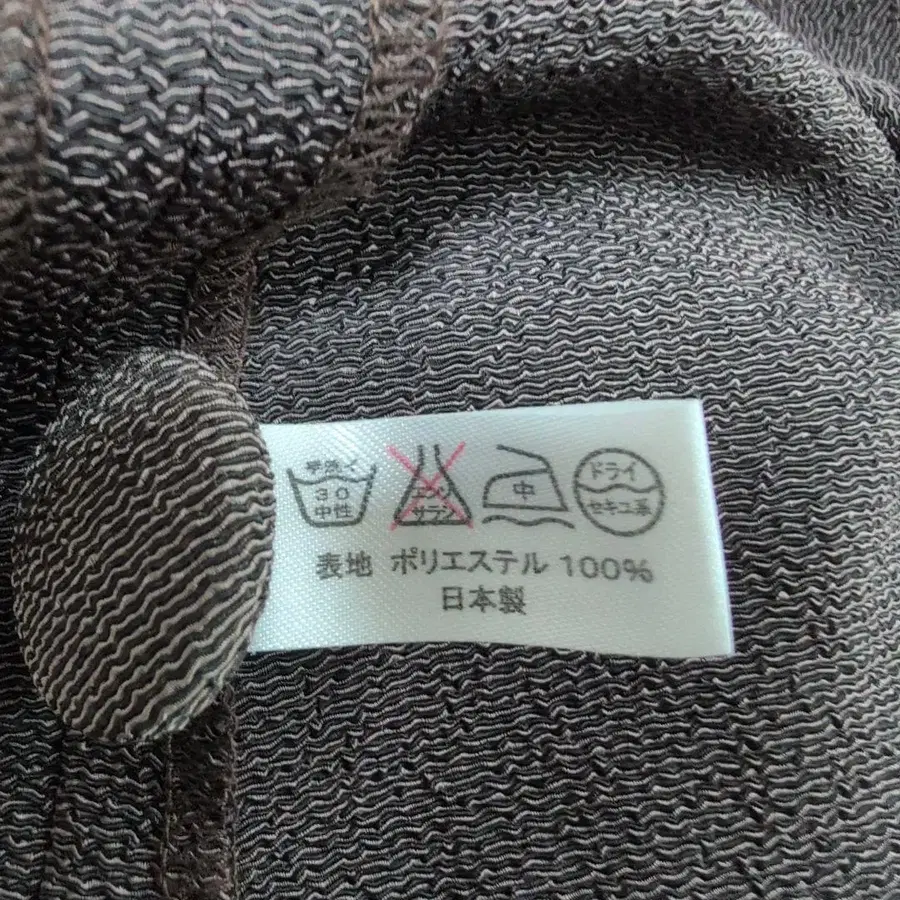 手洗イ 30 中性
エンソ サラシ
中
ドライ セキユ系
表地 ポリエステル 100%
日本製